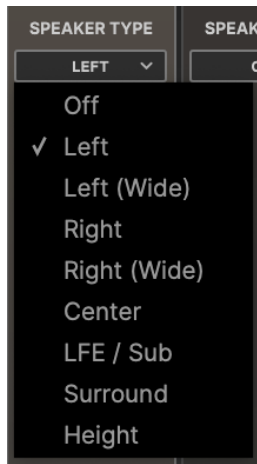 SPEAKER TYPE SPEAK
LEFT
Off
✓ Left
Left (Wide)
Right
Right (Wide)
Center
LFE / Sub
Surround
Height